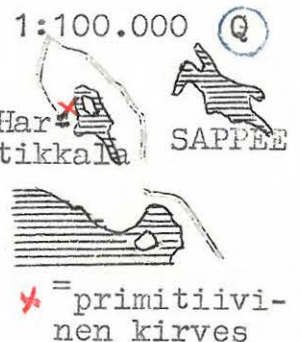 1:100.000 Q
Har-
tikkala
SAPPEE
x =primitiivi-
nen kirves